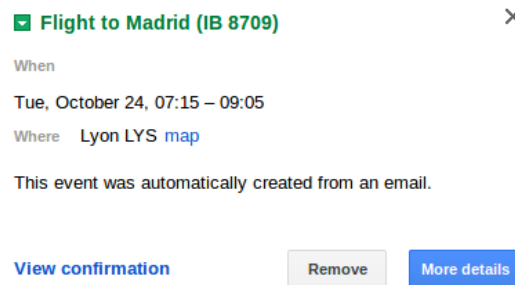 Flight to Madrid (IB 8709)
When
Tue, October 24, 07:15 – 09:05
Where Lyon LYS map
This event was automatically created from an email.
View confirmation Remove More details